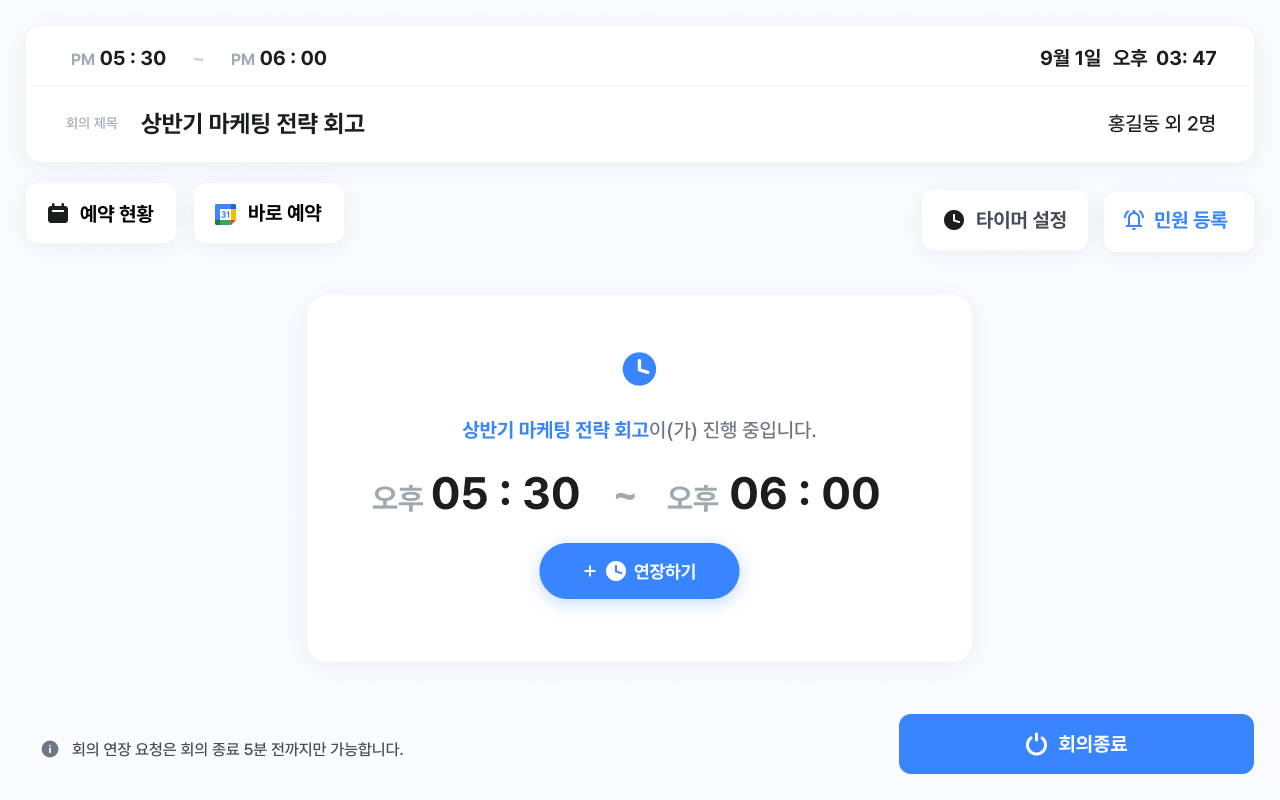 PM 05 : 30 ~ PM 06 : 00
9월 1일 오후 03: 47
회의 제목 상반기 마케팅 전략 회고
홍길동 외 2명
예약 현황
31 바로 예약
타이머 설정
민원 등록
상반기 마케팅 전략 회고이(가) 진행 중입니다.
오후 05 : 30 ~ 오후 06 : 00
+ 연장하기
회의 연장 요청은 회의 종료 5분 전까지만 가능합니다.
회의종료